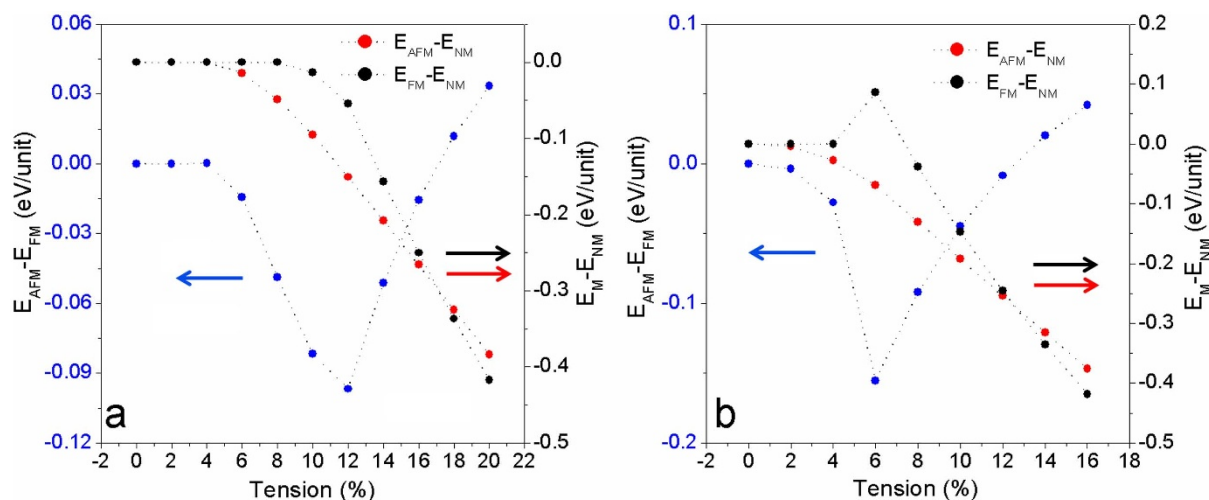 0.06
0.03
0.00
-0.03
-0.06
-0.09
-0.12
E_AFM-E_FM (eV/unit)
E_AFM-E_NM
E_FM-E_NM
0.0
-0.1
-0.2
-0.3
-0.4
-0.5
E_M-E_NM (eV/unit)
a
-2 0 2 4 6 8 10 12 14 16 18 20 22
Tension (%)
0.1
0.0
-0.1
-0.2
E_AFM-E_FM (eV/unit)
E_AFM-E_NM
E_FM-E_NM
0.2
0.1
0.0
-0.1
-0.2
-0.3
-0.4
-0.5
E_M-E_NM (eV/unit)
b
-2 0 2 4 6 8 10 12 14 16 18
Tension (%)